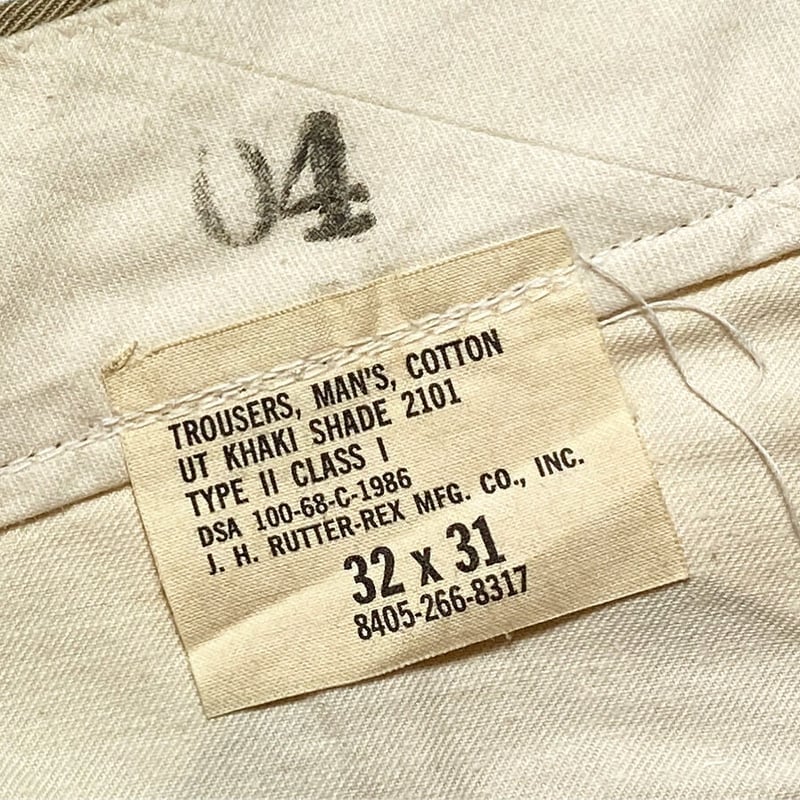 04
TROUSERS, MAN'S, COTTON
UT KHAKI SHADE 2101
TYPE II CLASS I
DSA 100-68-C-1986
J. H. RUTTER-REX MFG. CO., INC.
32 x 31
8405-266-8317